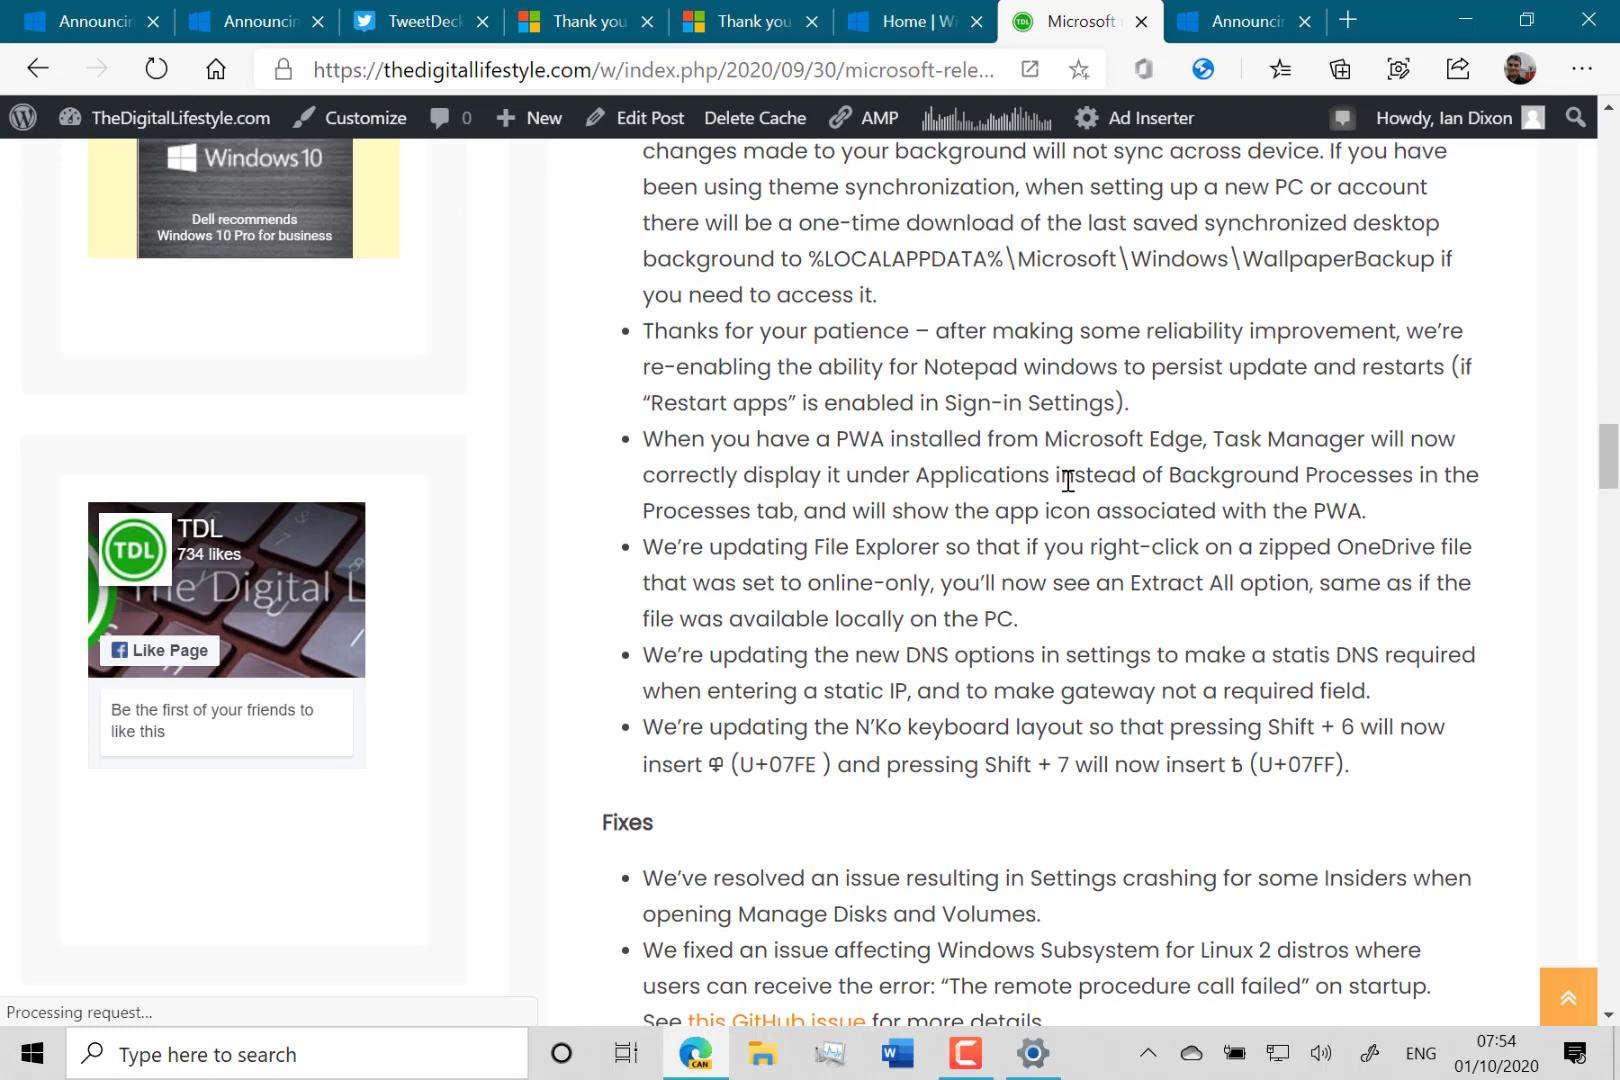 Announcin
Announcin
TweetDeck
Thank you
Thank you
Home | Wi
Microsoft
Announcin
https://thedigitallifestyle.com/w/index.php/2020/09/30/microsoft-rele...
TheDigitalLifestyle.com
Customize
0
New
Edit Post
Delete Cache
AMP
Ad Inserter
Howdy, Ian Dixon
Windows 10
Dell recommends
Windows 10 Pro for business
TDL
TDL
734 likes
The Digital L
Like Page
Be the first of your friends to
like this
changes made to your background will not sync across device. If you have
been using theme synchronization, when setting up a new PC or account
there will be a one-time download of the last saved synchronized desktop
background to %LOCALAPPDATA%\Microsoft\Windows\WallpaperBackup if
you need to access it.
• Thanks for your patience – after making some reliability improvement, we’re
re-enabling the ability for Notepad windows to persist update and restarts (if
“Restart apps” is enabled in Sign-in Settings).
• When you have a PWA installed from Microsoft Edge, Task Manager will now
correctly display it under Applications instead of Background Processes in the
Processes tab, and will show the app icon associated with the PWA.
• We’re updating File Explorer so that if you right-click on a zipped OneDrive file
that was set to online-only, you’ll now see an Extract All option, same as if the
file was available locally on the PC.
• We’re updating the new DNS options in settings to make a statis DNS required
when entering a static IP, and to make gateway not a required field.
• We’re updating the N’Ko keyboard layout so that pressing Shift + 6 will now
insert ߾ (U+07FE ) and pressing Shift + 7 will now insert ߿ (U+07FF).
Fixes
• We’ve resolved an issue resulting in Settings crashing for some Insiders when
opening Manage Disks and Volumes.
• We fixed an issue affecting Windows Subsystem for Linux 2 distros where
users can receive the error: “The remote procedure call failed” on startup.
See this GitHub issue for more details.
Processing request...
Type here to search
CAN
W
ENG
07:54
01/10/2020